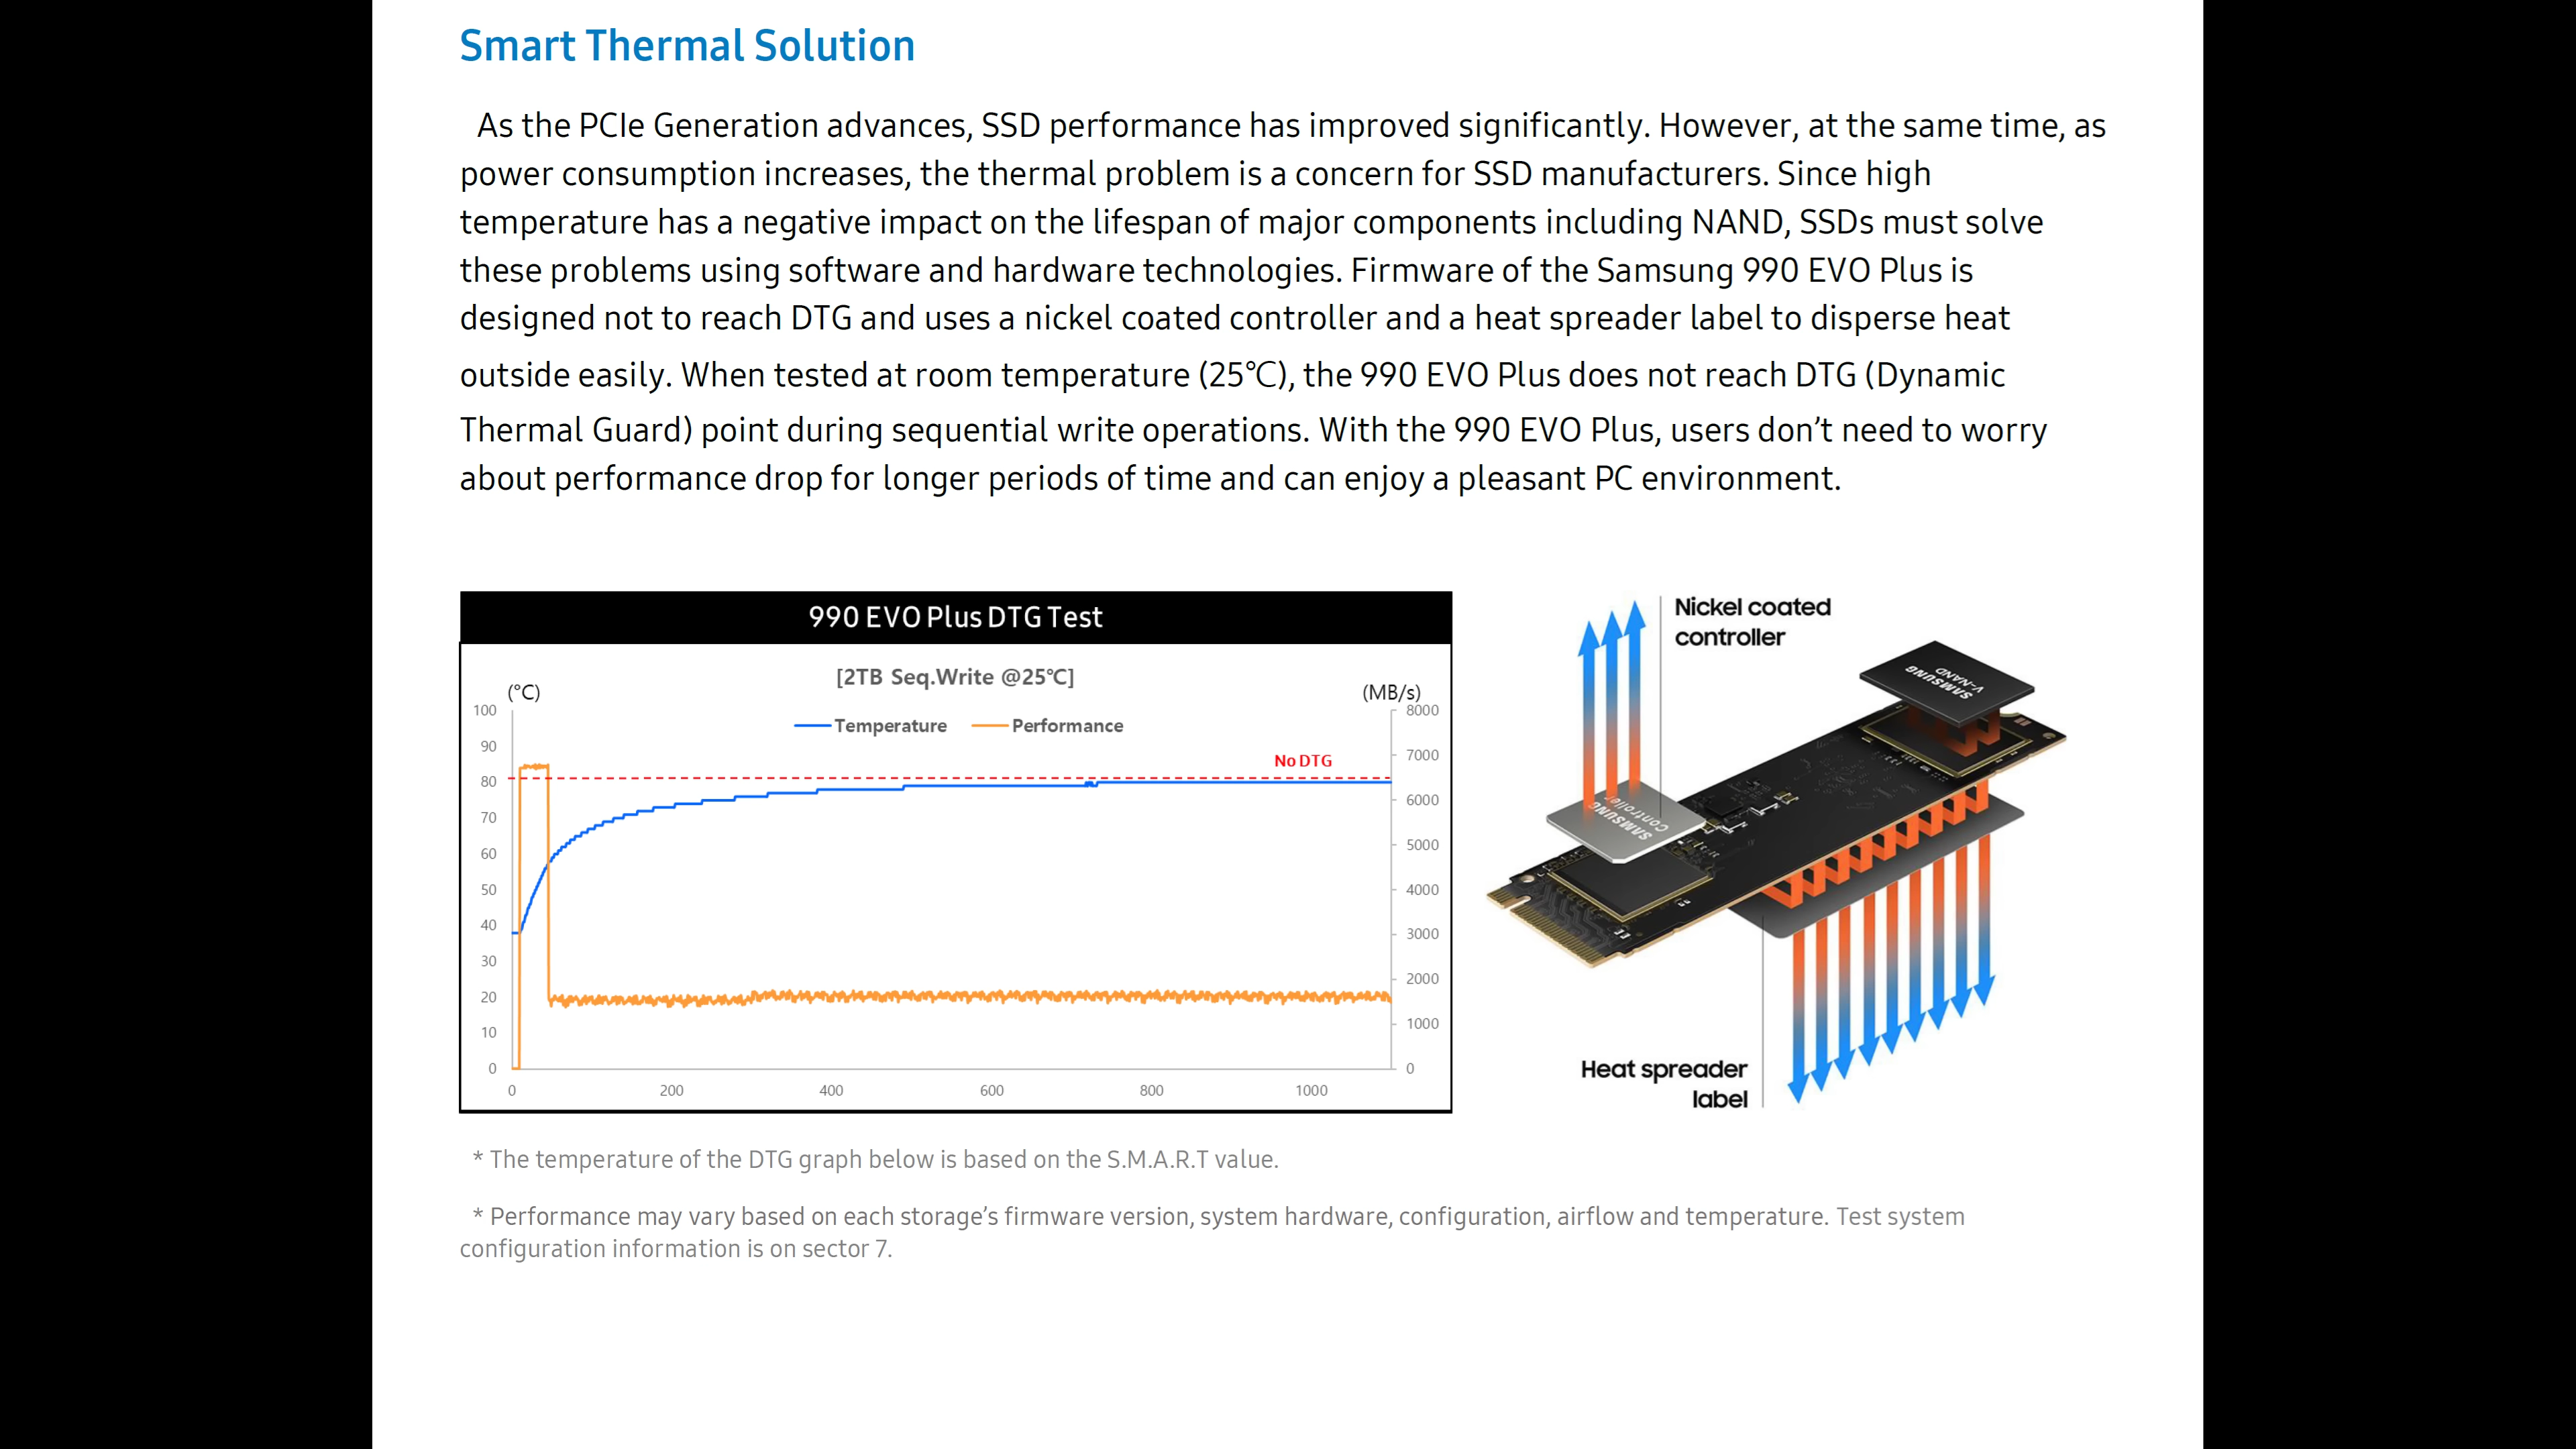 Smart Thermal Solution
As the PCIe Generation advances, SSD performance has improved significantly. However, at the same time, as
power consumption increases, the thermal problem is a concern for SSD manufacturers. Since high
temperature has a negative impact on the lifespan of major components including NAND, SSDs must solve
these problems using software and hardware technologies. Firmware of the Samsung 990 EVO Plus is
designed not to reach DTG and uses a nickel coated controller and a heat spreader label to disperse heat
outside easily. When tested at room temperature (25℃), the 990 EVO Plus does not reach DTG (Dynamic
Thermal Guard) point during sequential write operations. With the 990 EVO Plus, users don’t need to worry
about performance drop for longer periods of time and can enjoy a pleasant PC environment.
990 EVO Plus DTG Test
[2TB Seq.Write @25℃]
(℃)
(MB/s)
Temperature
Performance
No DTG
100
90
80
70
60
50
40
30
20
10
0
8000
7000
6000
5000
4000
3000
2000
1000
0
0
200
400
600
800
1000
Nickel coated
controller
SAMSUNG
V-NAND
SAMSUNG
Controller
Heat spreader
label
* The temperature of the DTG graph below is based on the S.M.A.R.T value.
* Performance may vary based on each storage’s firmware version, system hardware, configuration, airflow and temperature. Test system
configuration information is on sector 7.